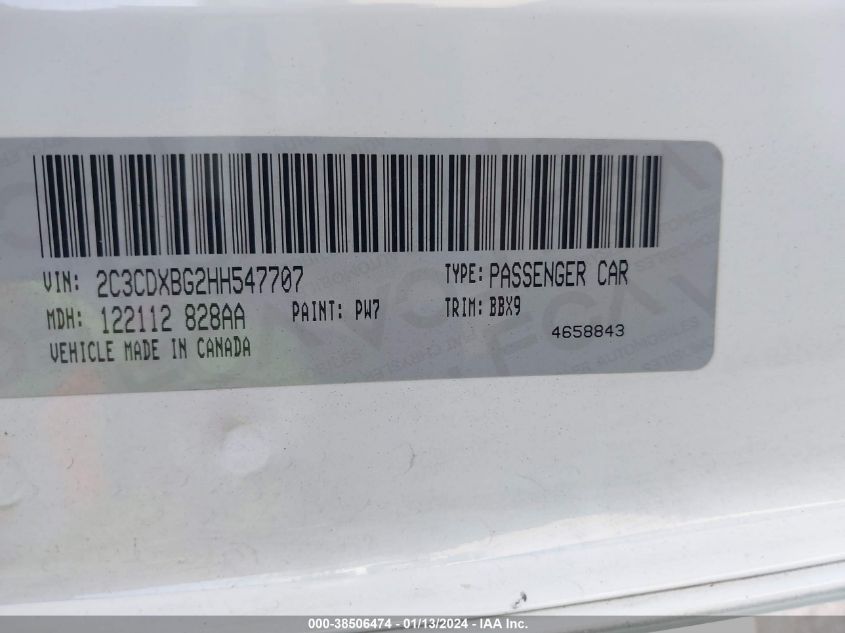 VIN: 2C3CDXBG2HH547707 TYPE: PASSENGER CAR
MDH: 122112 828AA PAINT: PW7 TRIM: BBX9
VEHICLE MADE IN CANADA 4658843
000-38506474 - 01/13/2024 - IAA, Inc.